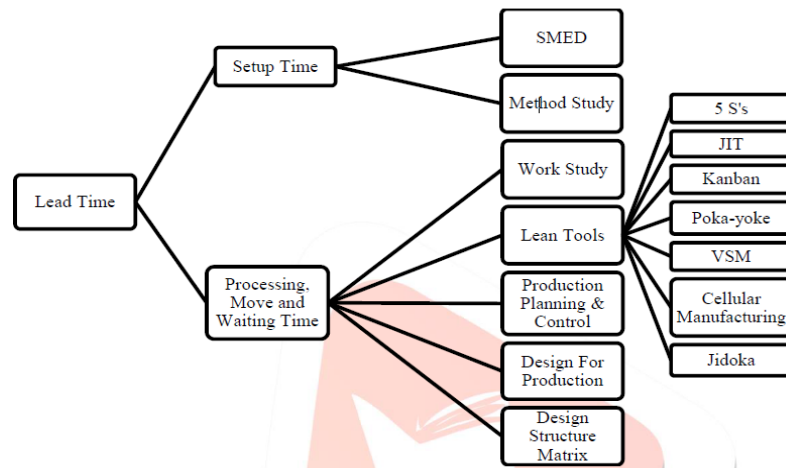 Lead Time
Setup Time
Processing,
Move and
Waiting Time
SMED
Method Study
Work Study
Lean Tools
Production
Planning &
Control
Design For
Production
Design
Structure
Matrix
5 S's
JIT
Kanban
Poka-yoke
VSM
Cellular
Manufacturing
Jidoka